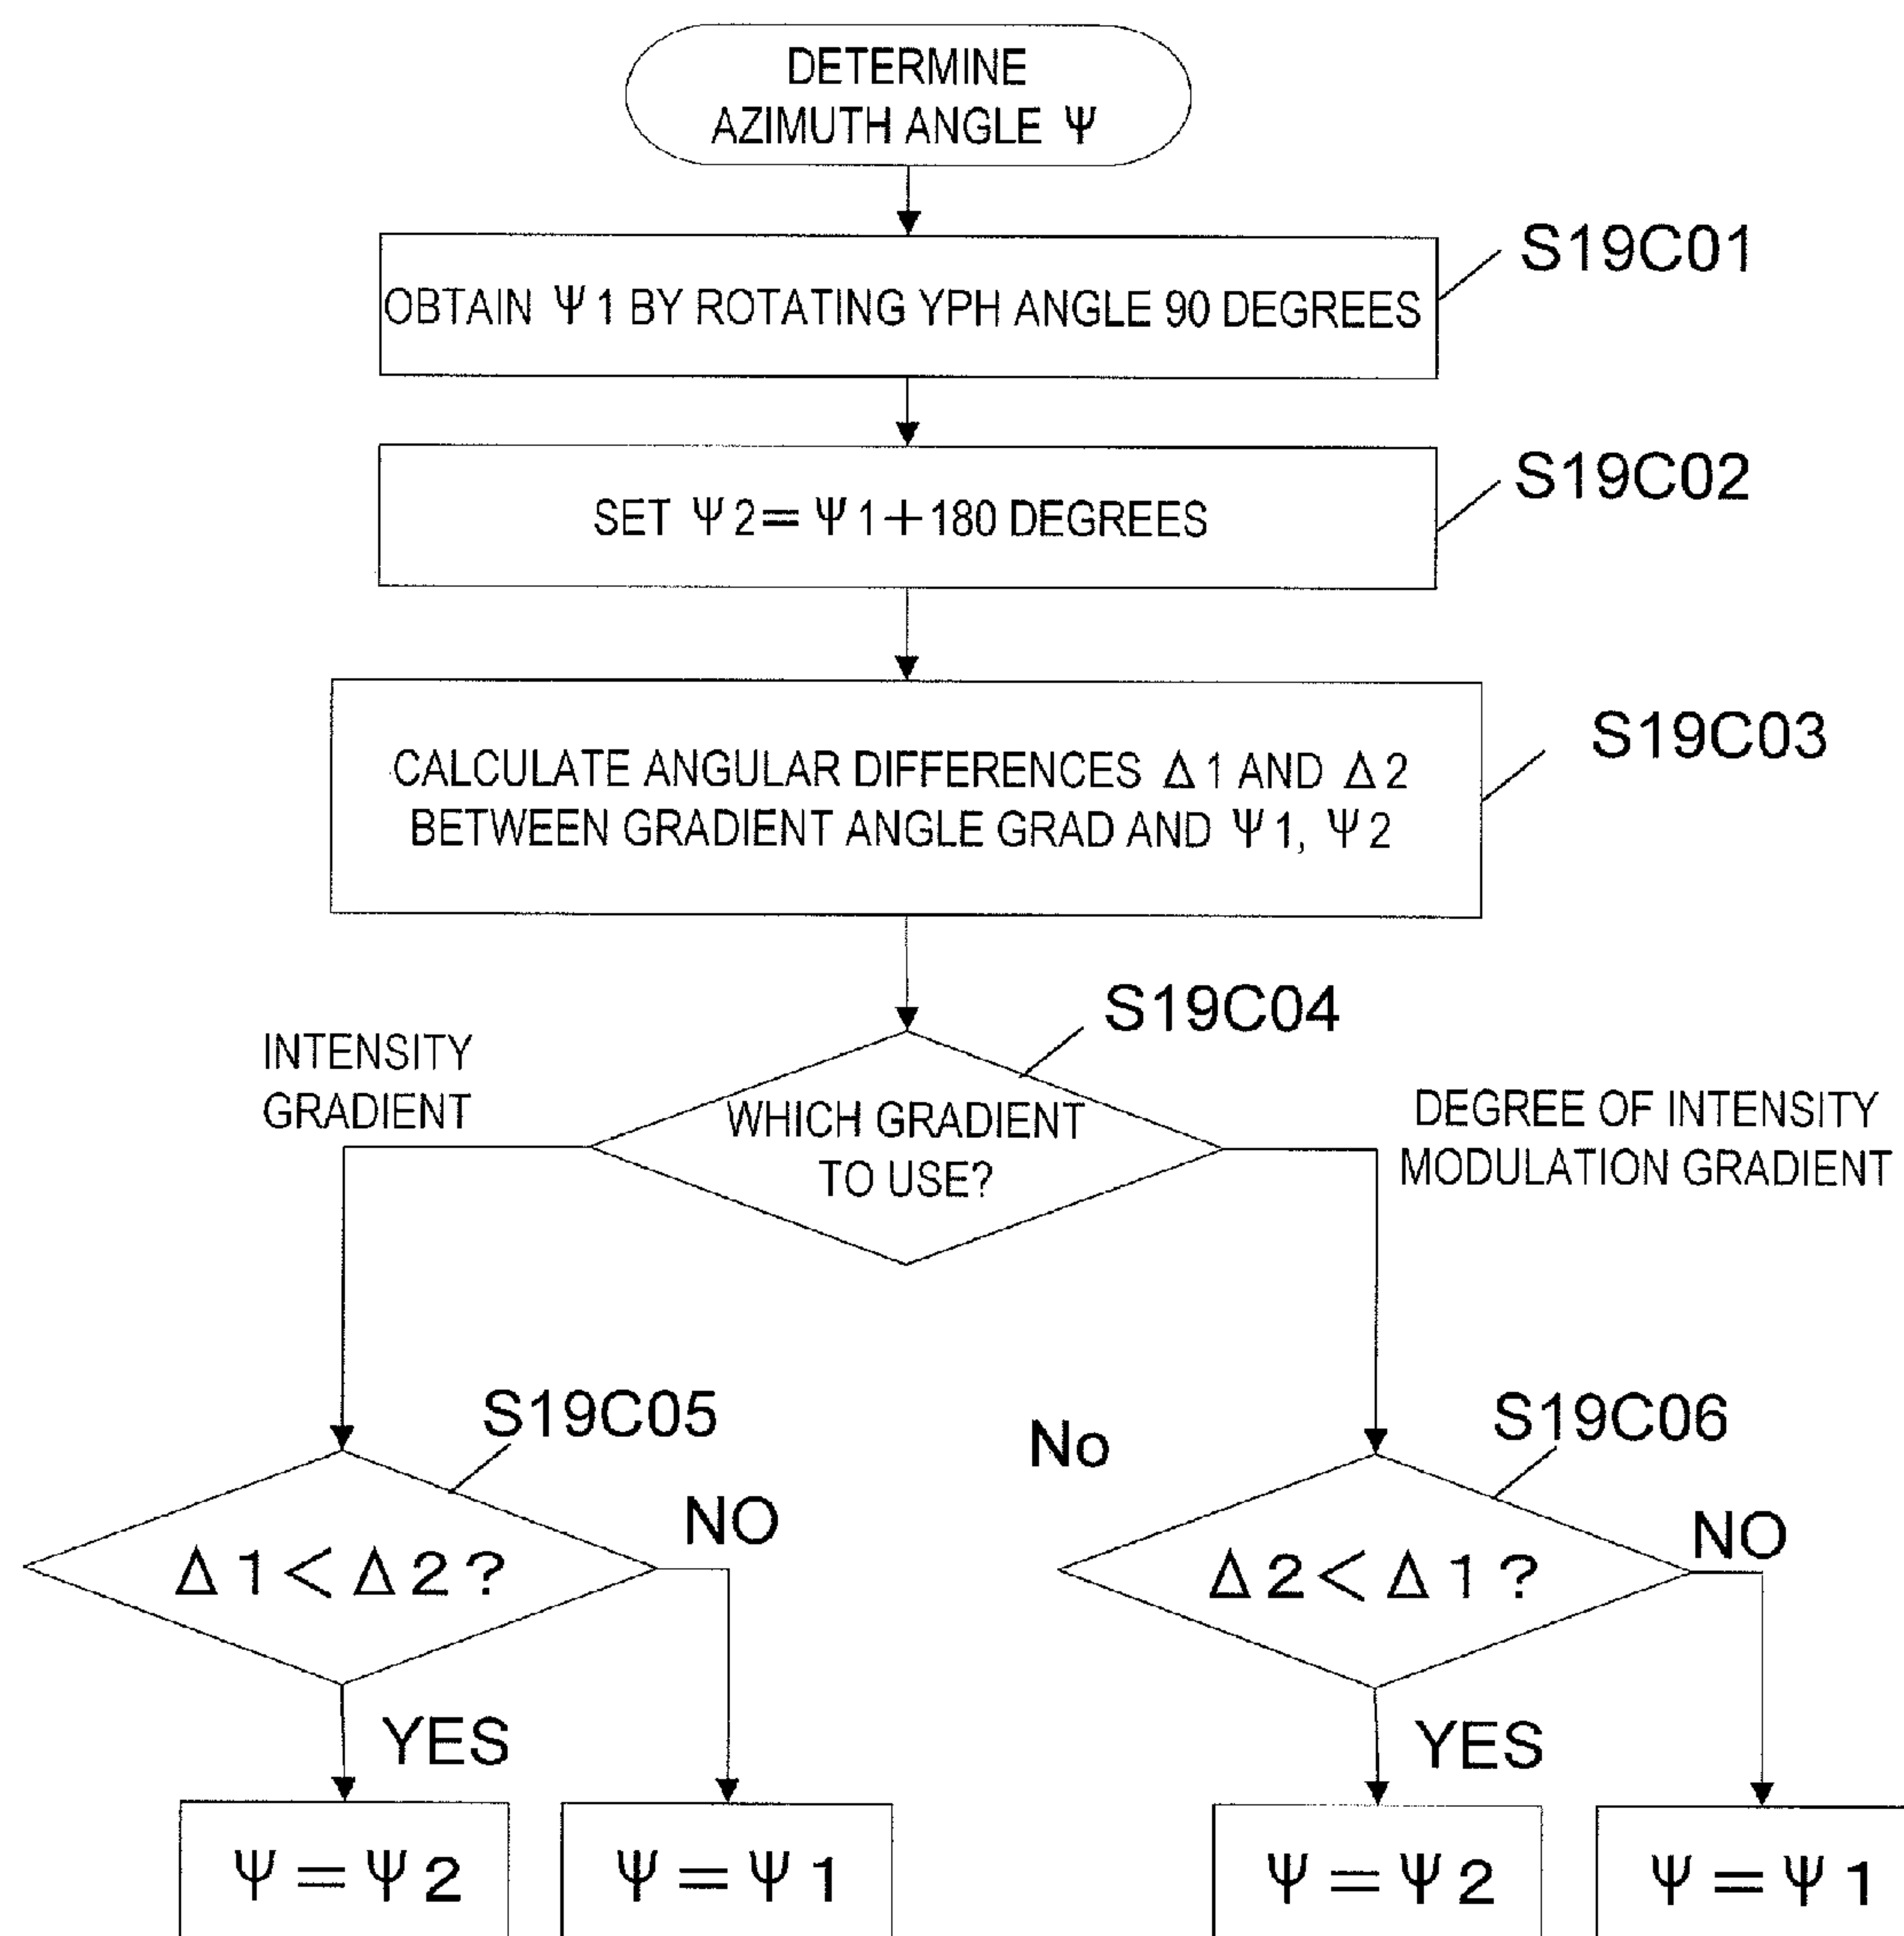 DETERMINE
AZIMUTH ANGLE Ψ
S19C01
OBTAIN Ψ1 BY ROTATING YPH ANGLE 90 DEGREES
S19C02
SET Ψ2=Ψ1+180 DEGREES
S19C03
CALCULATE ANGULAR DIFFERENCES Δ1 AND Δ2
BETWEEN GRADIENT ANGLE GRAD AND Ψ1, Ψ2
S19C04
INTENSITY
GRADIENT
WHICH GRADIENT
TO USE?
DEGREE OF INTENSITY
MODULATION GRADIENT
S19C05
No
S19C06
Δ1<Δ2?
NO
Δ2<Δ1?
NO
YES
YES
Ψ=Ψ2
Ψ=Ψ1
Ψ=Ψ2
Ψ=Ψ1